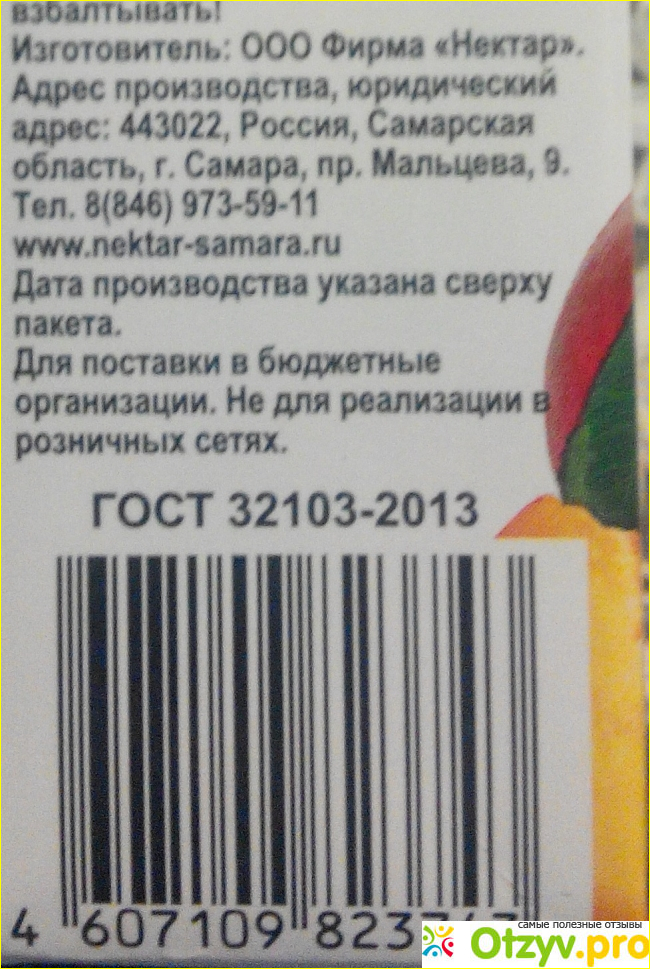 взбалтывать!
Изготовитель: ООО Фирма «Нектар».
Адрес производства, юридический
адрес: 443022, Россия, Самарская
область, г. Самара, пр. Мальцева, 9.
Тел. 8(846) 973-59-11
www.nektar-samara.ru
Дата производства указана сверху
пакета.
Для поставки в бюджетные
организации. Не для реализации в
розничных сетях.
ГОСТ 32103-2013
4 607109 823
самые полезные отзывы
Otzyv.pro